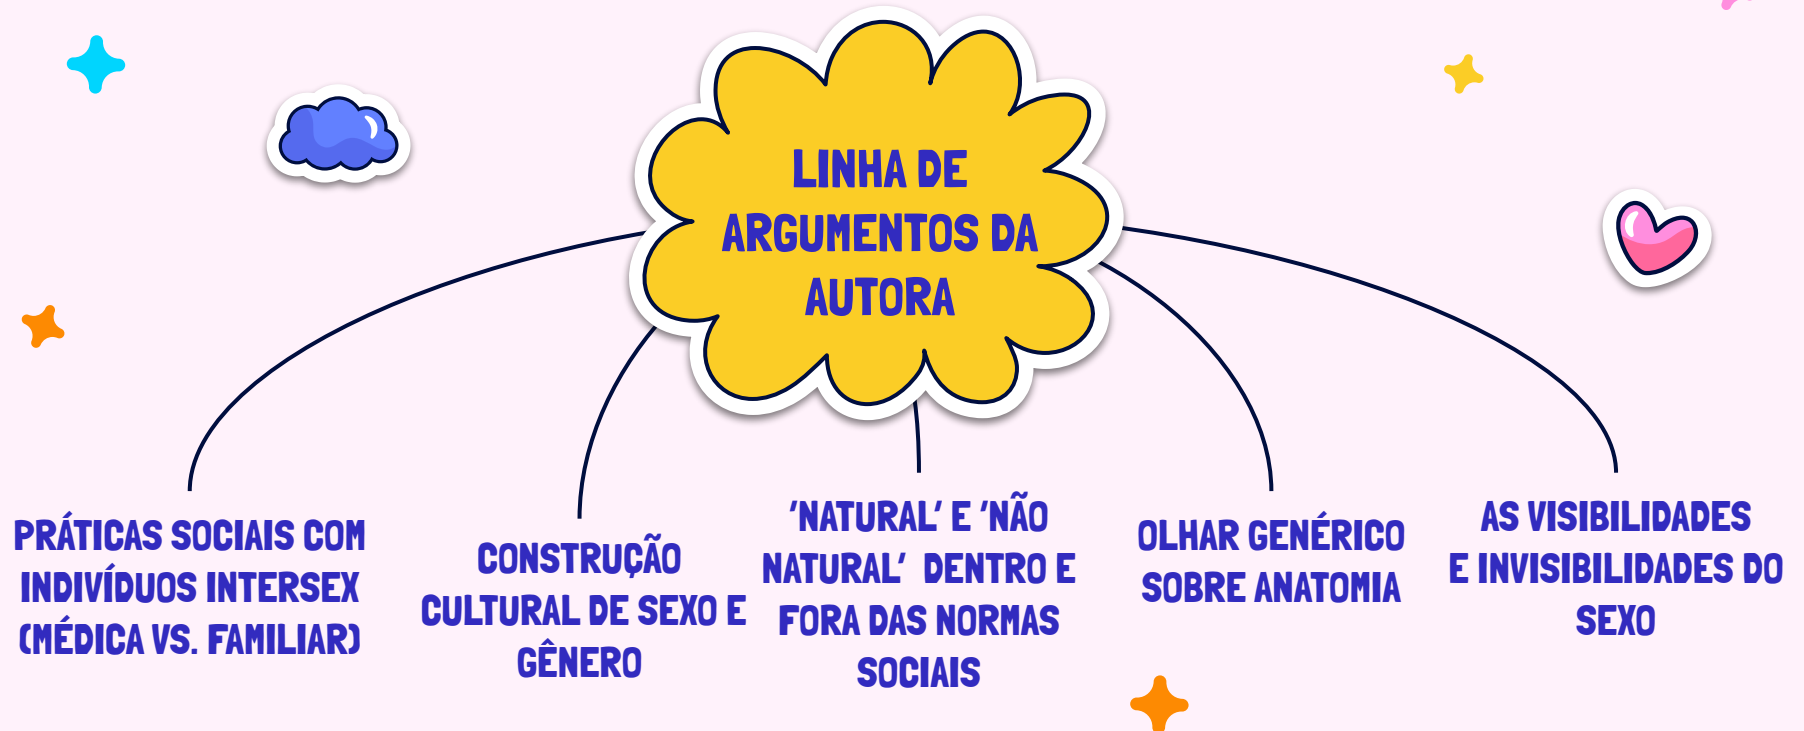 LINHA DE
ARGUMENTOS DA
AUTORA
PRÁTICAS SOCIAIS COM
INDIVÍDUOS INTERSEX
(MÉDICA VS. FAMILIAR)
CONSTRUÇÃO
CULTURAL DE SEXO E
GÊNERO
'NATURAL' E 'NÃO
NATURAL' DENTRO E
FORA DAS NORMAS
SOCIAIS
OLHAR GENÉRICO
SOBRE ANATOMIA
AS VISIBILIDADES
E INVISIBILIDADES DO
SEXO